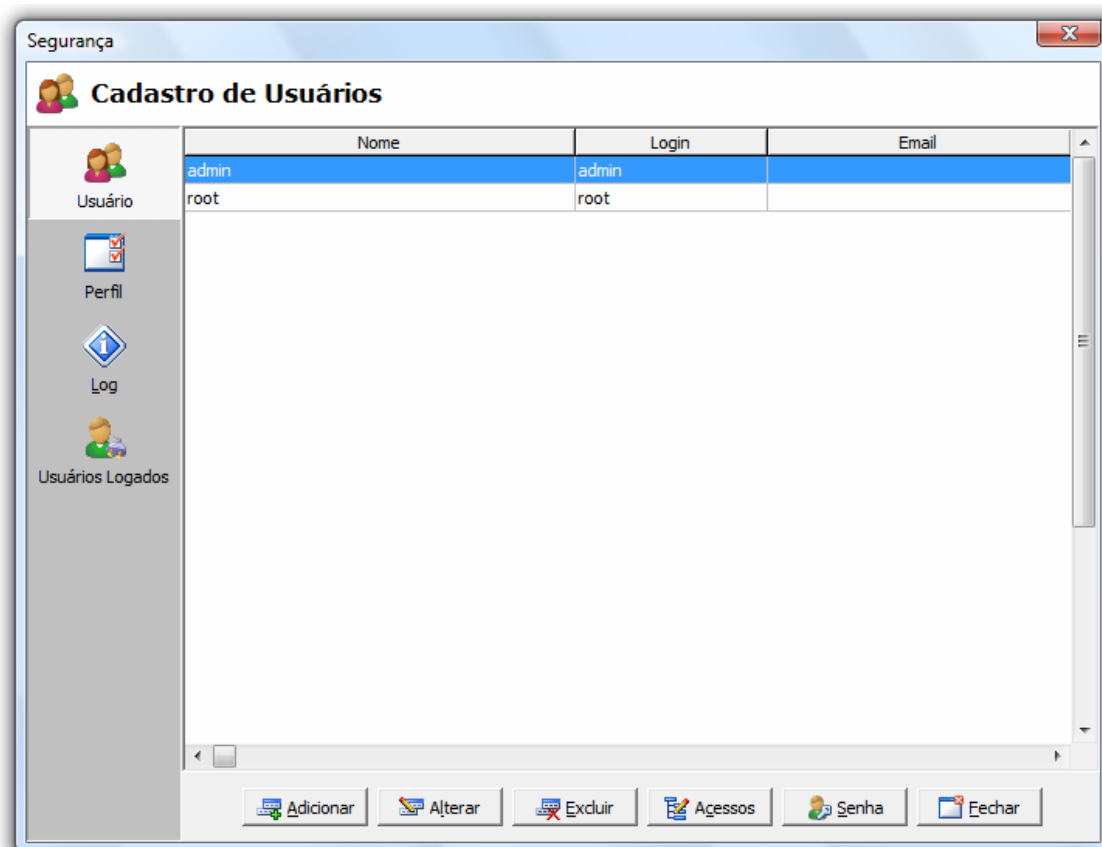 Segurança
Cadastro de Usuários
Nome Login Email
admin admin
root root
Usuário
Perfil
Log
Usuários Logados
Adicionar Alterar Excluir Acessos Senha Fechar